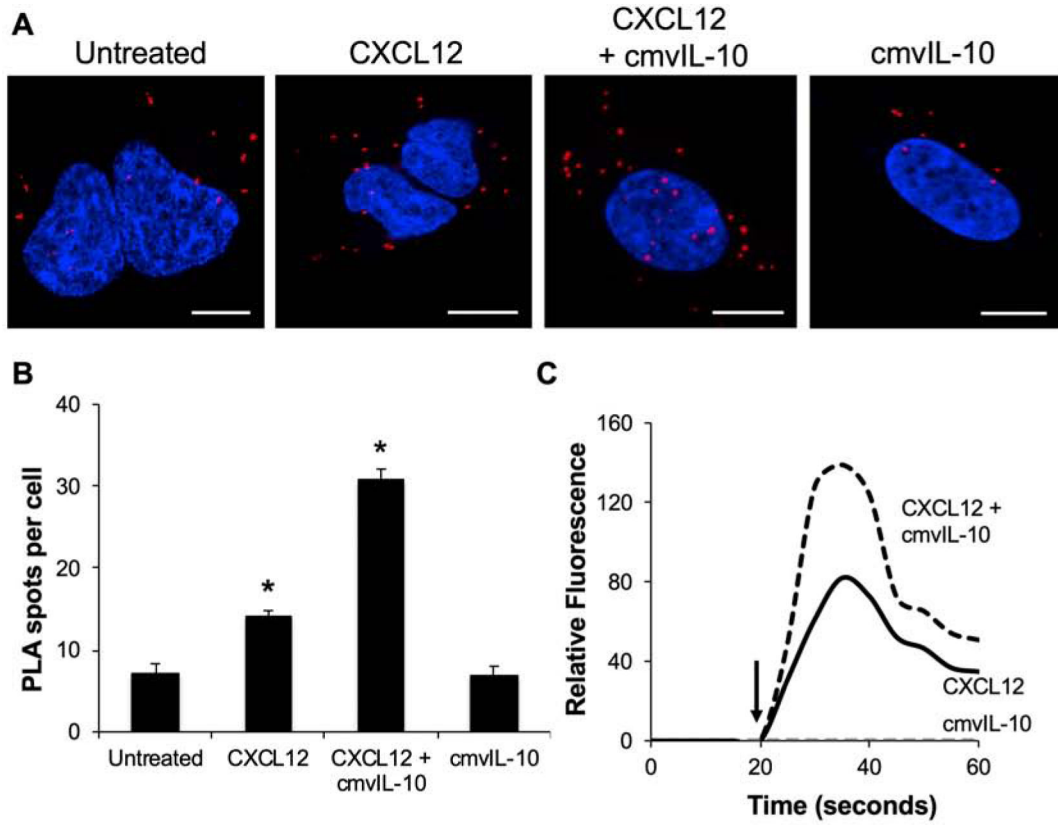 A
Untreated
CXCL12
CXCL12
+ cmvIL-10
cmvIL-10
B
PLA spots per cell
40
30
20
10
0
*
*
Untreated
CXCL12
CXCL12 +
cmvIL-10
cmvIL-10
C
Relative Fluorescence
160
120
80
40
0
CXCL12 +
cmvIL-10
CXCL12
cmvIL-10
0
20
40
60
Time (seconds)